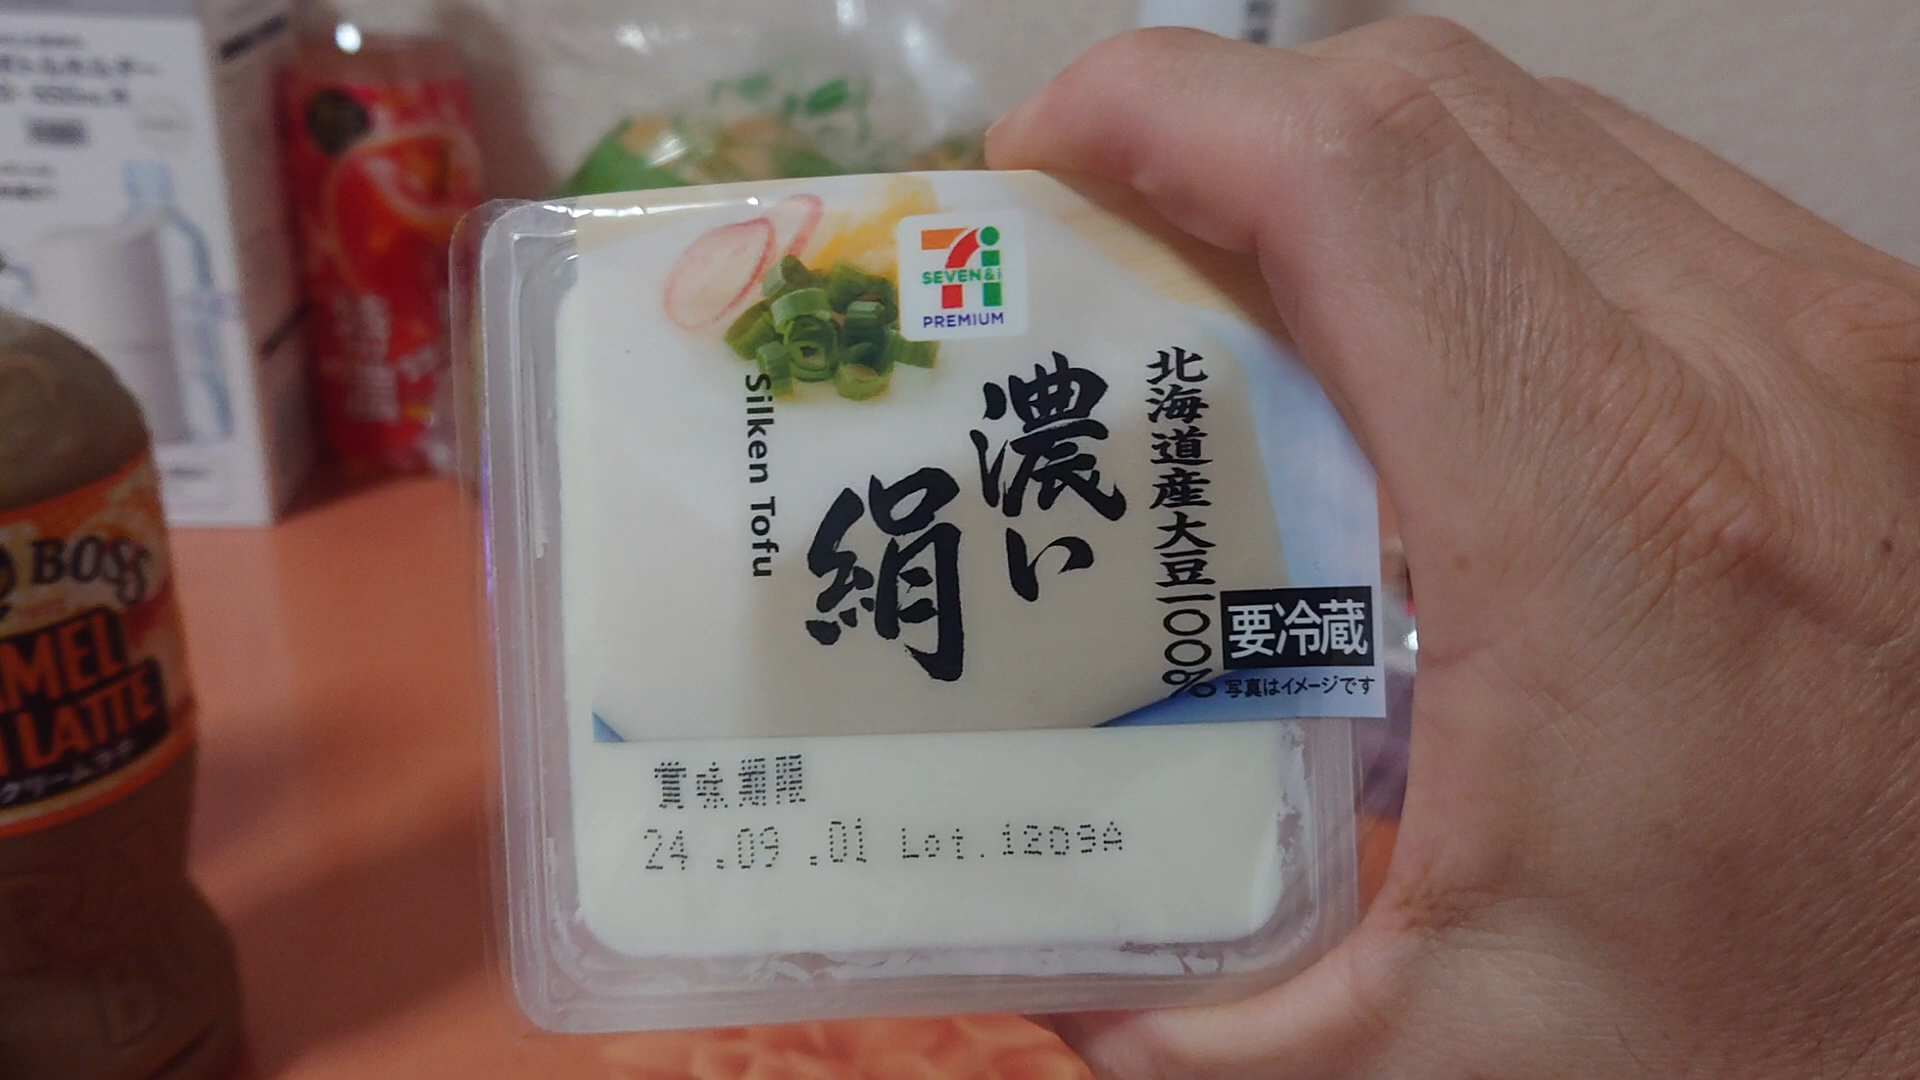 SEVEN&i
PREMIUM
北海道産大豆100%
濃い
絹
Silken Tofu
要冷蔵
写真はイメージです
賞味期限
24.09.01 Lot.1209A
BOSS
AMEL
LATTE